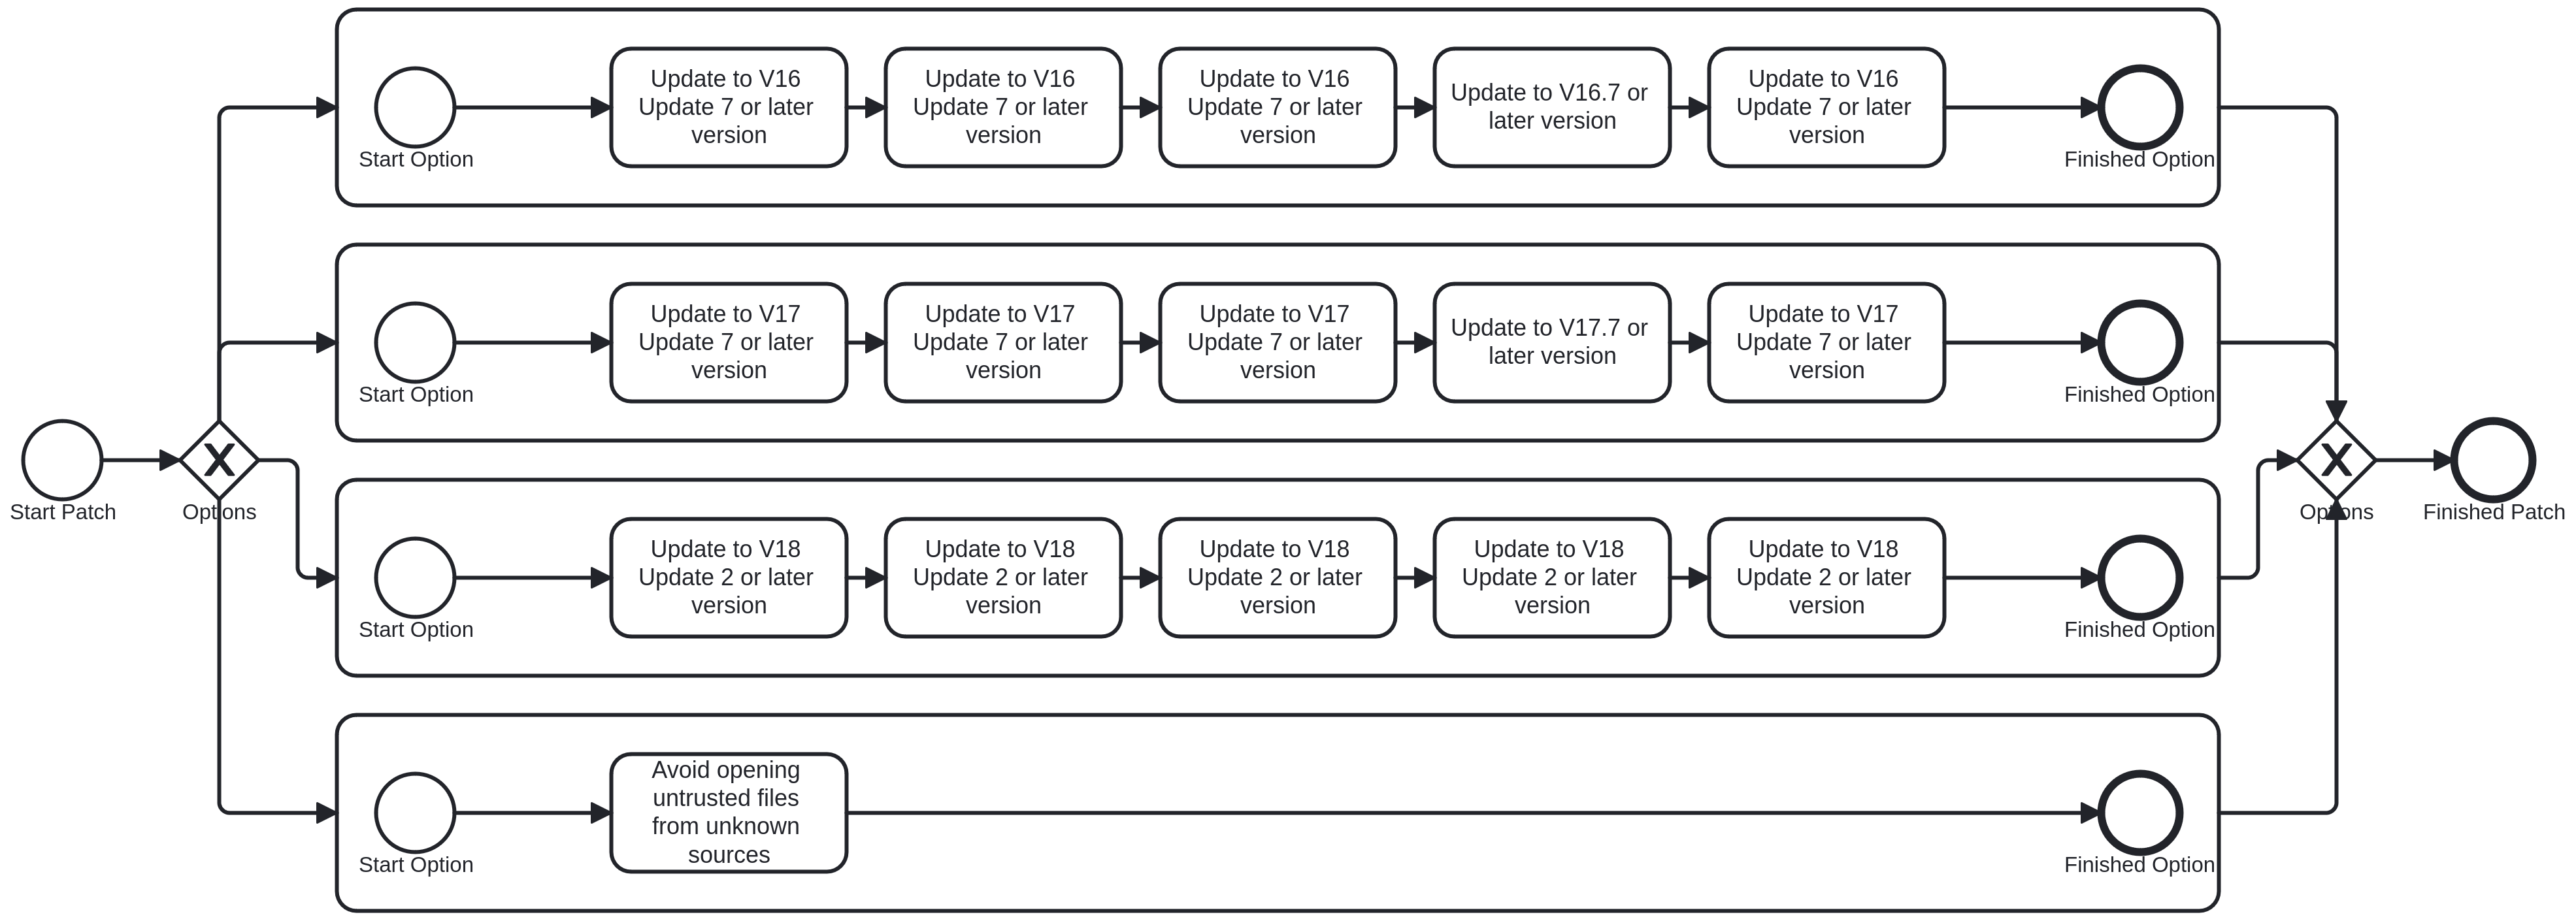 Update to V16
Update 7 or later
version
Update to V16
Update 7 or later
version
Update to V16
Update 7 or later
version
Update to V16.7 or
later version
Update to V16
Update 7 or later
version
Start Option
Finished Option
Update to V17
Update 7 or later
version
Update to V17
Update 7 or later
version
Update to V17
Update 7 or later
version
Update to V17.7 or
later version
Update to V17
Update 7 or later
version
Start Option
Finished Option
Start Patch
Options
Options
Finished Patch
Update to V18
Update 2 or later
version
Update to V18
Update 2 or later
version
Update to V18
Update 2 or later
version
Update to V18
Update 2 or later
version
Update to V18
Update 2 or later
version
Start Option
Finished Option
Avoid opening
untrusted files
from unknown
sources
Start Option
Finished Option